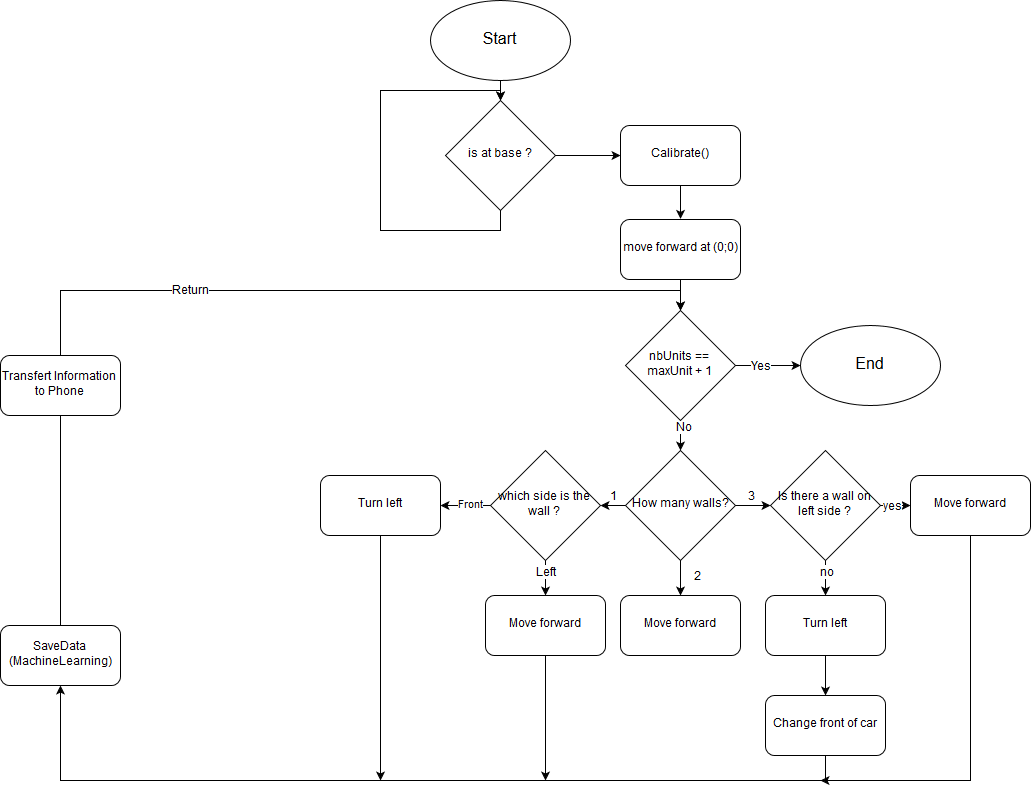 Start
is at base ?
Calibrate()
move forward at (0;0)
Return
nbUnits ==
maxUnit + 1
Yes
End
Transfert Information
to Phone
No
Turn left
Front
which side is the
wall ?
1
How many walls?
3
Is there a wall on
left side ?
yes
Move forward
Left
2
no
Move forward
Move forward
Turn left
SaveData
(MachineLearning)
Change front of car